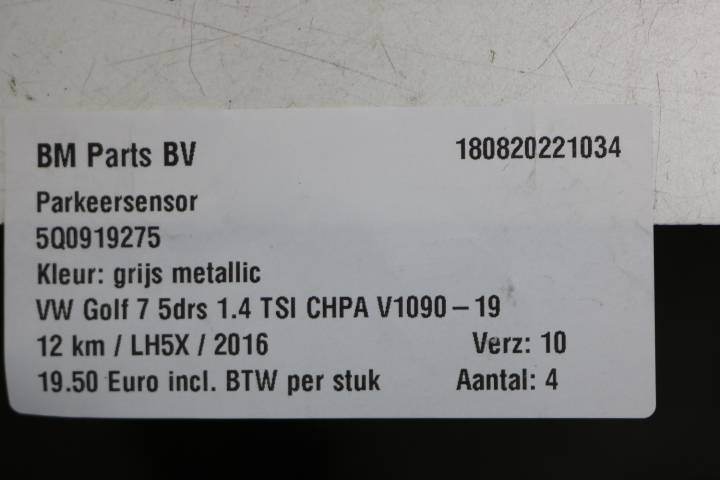 BM Parts BV 180820221034
Parkeersensor
5Q0919275
Kleur: grijs metallic
VW Golf 7 5drs 1.4 TSI CHPA V1090-19
12 km / LH5X / 2016 Verz: 10
19.50 Euro incl. BTW per stuk Aantal: 4